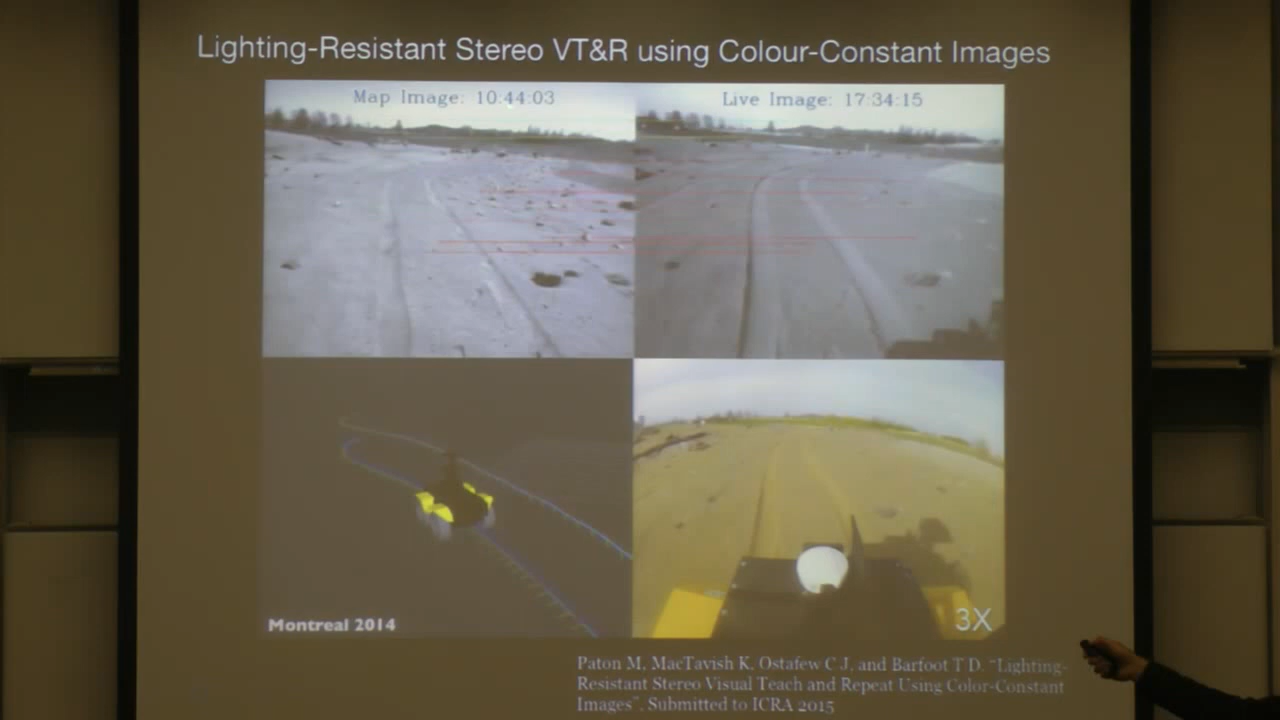 Lighting-Resistant Stereo VT&R using Colour-Constant Images
Map Image: 10:44:03
Live Image: 17:34:15
Montreal 2014
3X
Paton M, MacTavish K, Ostafew C J, and Barfoot T D. “Lighting-
Resistant Stereo Visual Teach and Repeat Using Color-Constant
Images”. Submitted to ICRA 2015